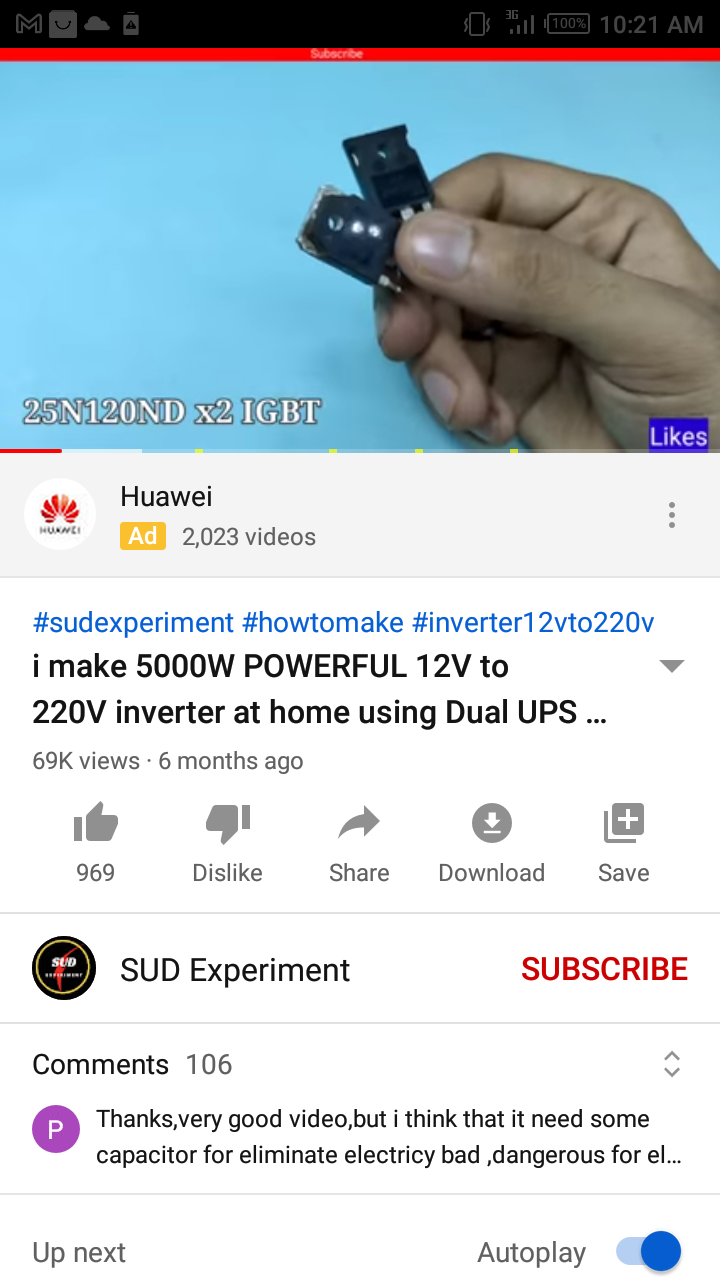 3G
100%
10:21 AM
Subscribe
25N120ND x2 IGBT
Likes
HUAWEI
Huawei
Ad 2,023 videos
#sudexperiment #howtomake #inverter12vto220v
i make 5000W POWERFUL 12V to
220V inverter at home using Dual UPS ...
69K views · 6 months ago
969 Dislike Share Download Save
SUD
EXPERIMENT
SUD Experiment SUBSCRIBE
Comments 106
P
Thanks,very good video,but i think that it need some
capacitor for eliminate electricy bad ,dangerous for el...
Up next Autoplay